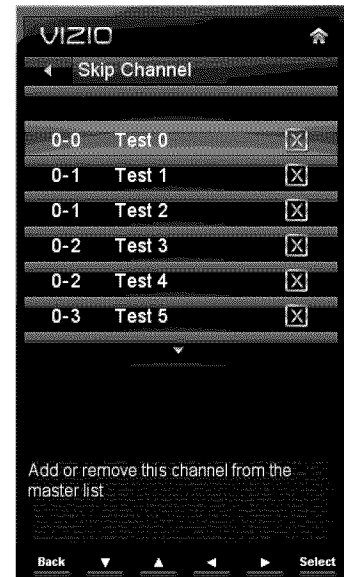 VIZIO
Skip Channel
0-0 Test 0 X
0-1 Test 1 X
0-1 Test 2 X
0-2 Test 3 X
0-2 Test 4 X
0-3 Test 5 X
Add or remove this channel from the
master list
Back Select